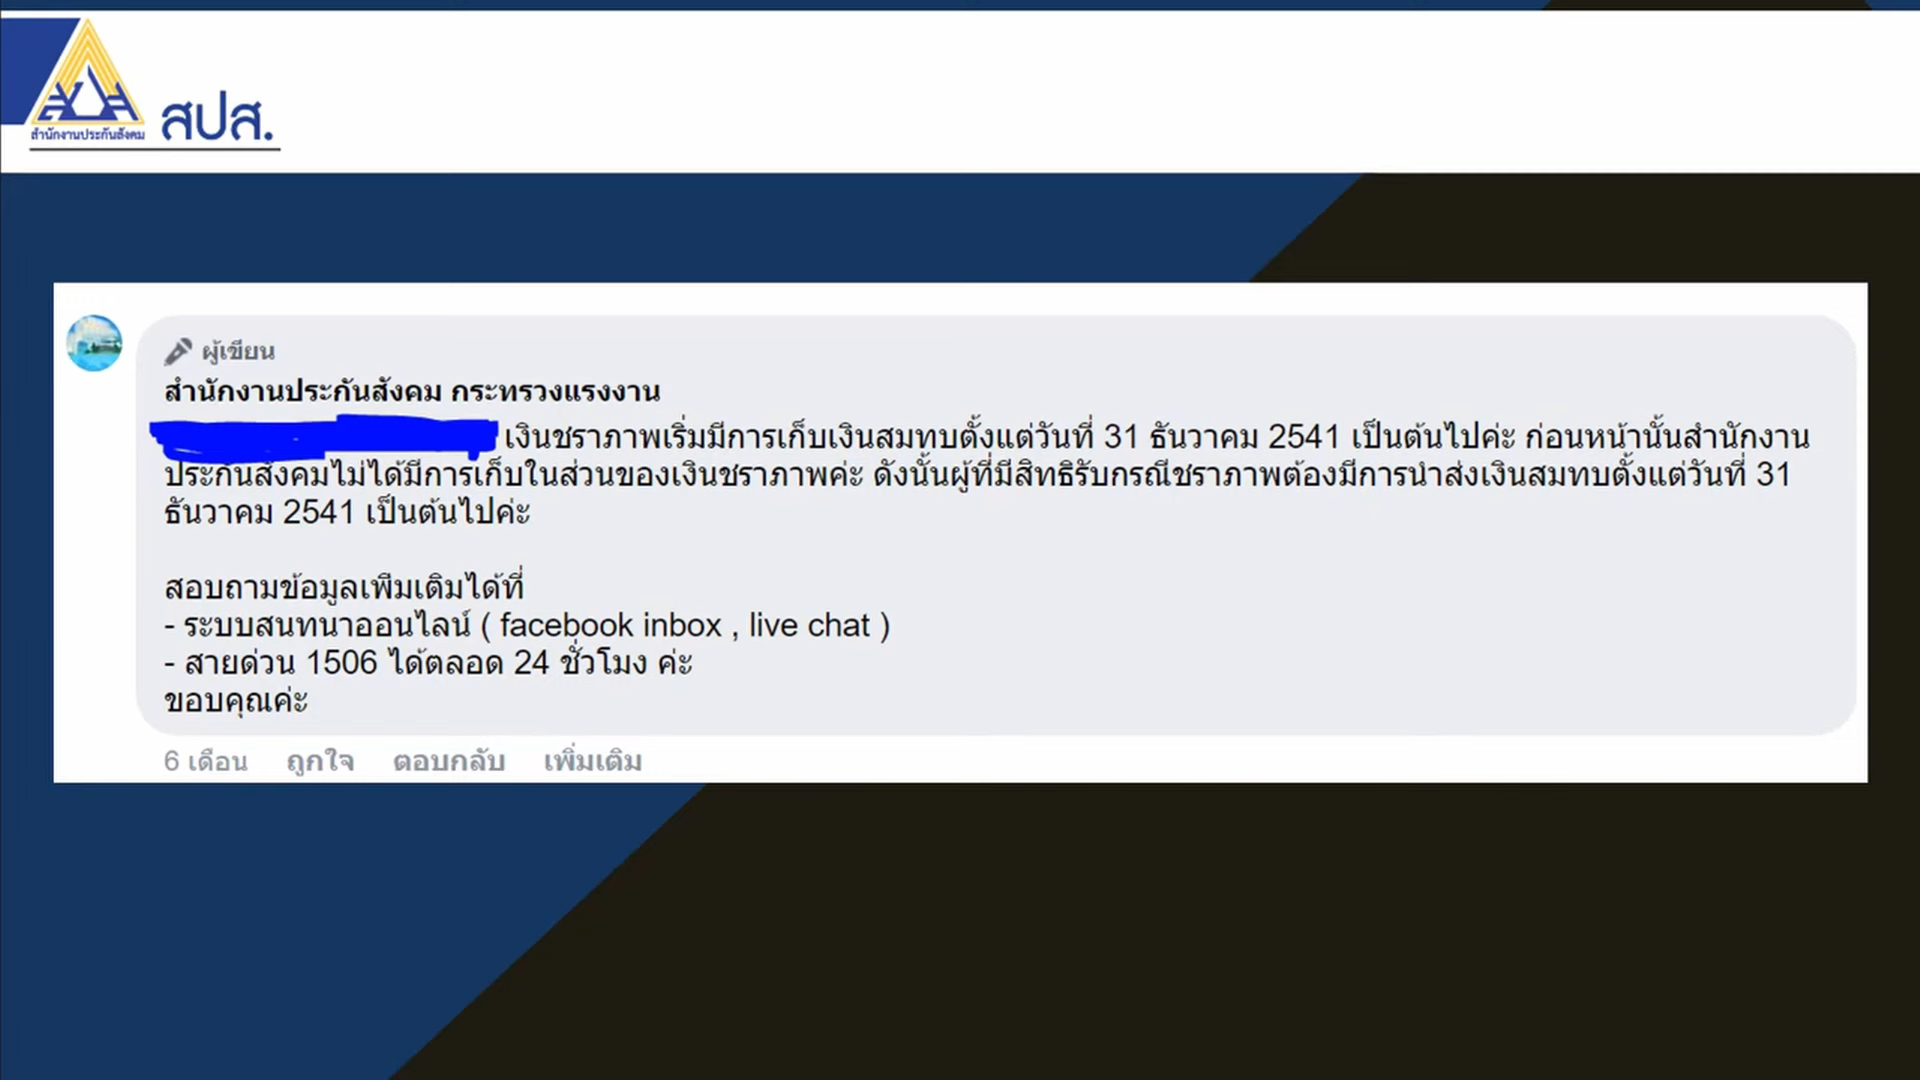 สปส
สำนักงานประกันสังคม
สปส.
ผู้เขียน
สำนักงานประกันสังคม กระทรวงแรงงาน
เงินชราภาพเริ่มมีการเก็บเงินสมทบตั้งแต่วันที่ 31 ธันวาคม 2541 เป็นต้นไปค่ะ ก่อนหน้านั้นสำนักงาน
ประกันสังคมไม่ได้มีการเก็บในส่วนของเงินชราภาพค่ะ ดังนั้นผู้ที่มีสิทธิรับกรณีชราภาพต้องมีการนำส่งเงินสมทบตั้งแต่วันที่ 31
ธันวาคม 2541 เป็นต้นไปค่ะ
สอบถามข้อมูลเพิ่มเติมได้ที่
- ระบบสนทนาออนไลน์ ( facebook inbox , live chat )
- สายด่วน 1506 ได้ตลอด 24 ชั่วโมง ค่ะ
ขอบคุณค่ะ
6 เดือน ถูกใจ ตอบกลับ เพิ่มเติม